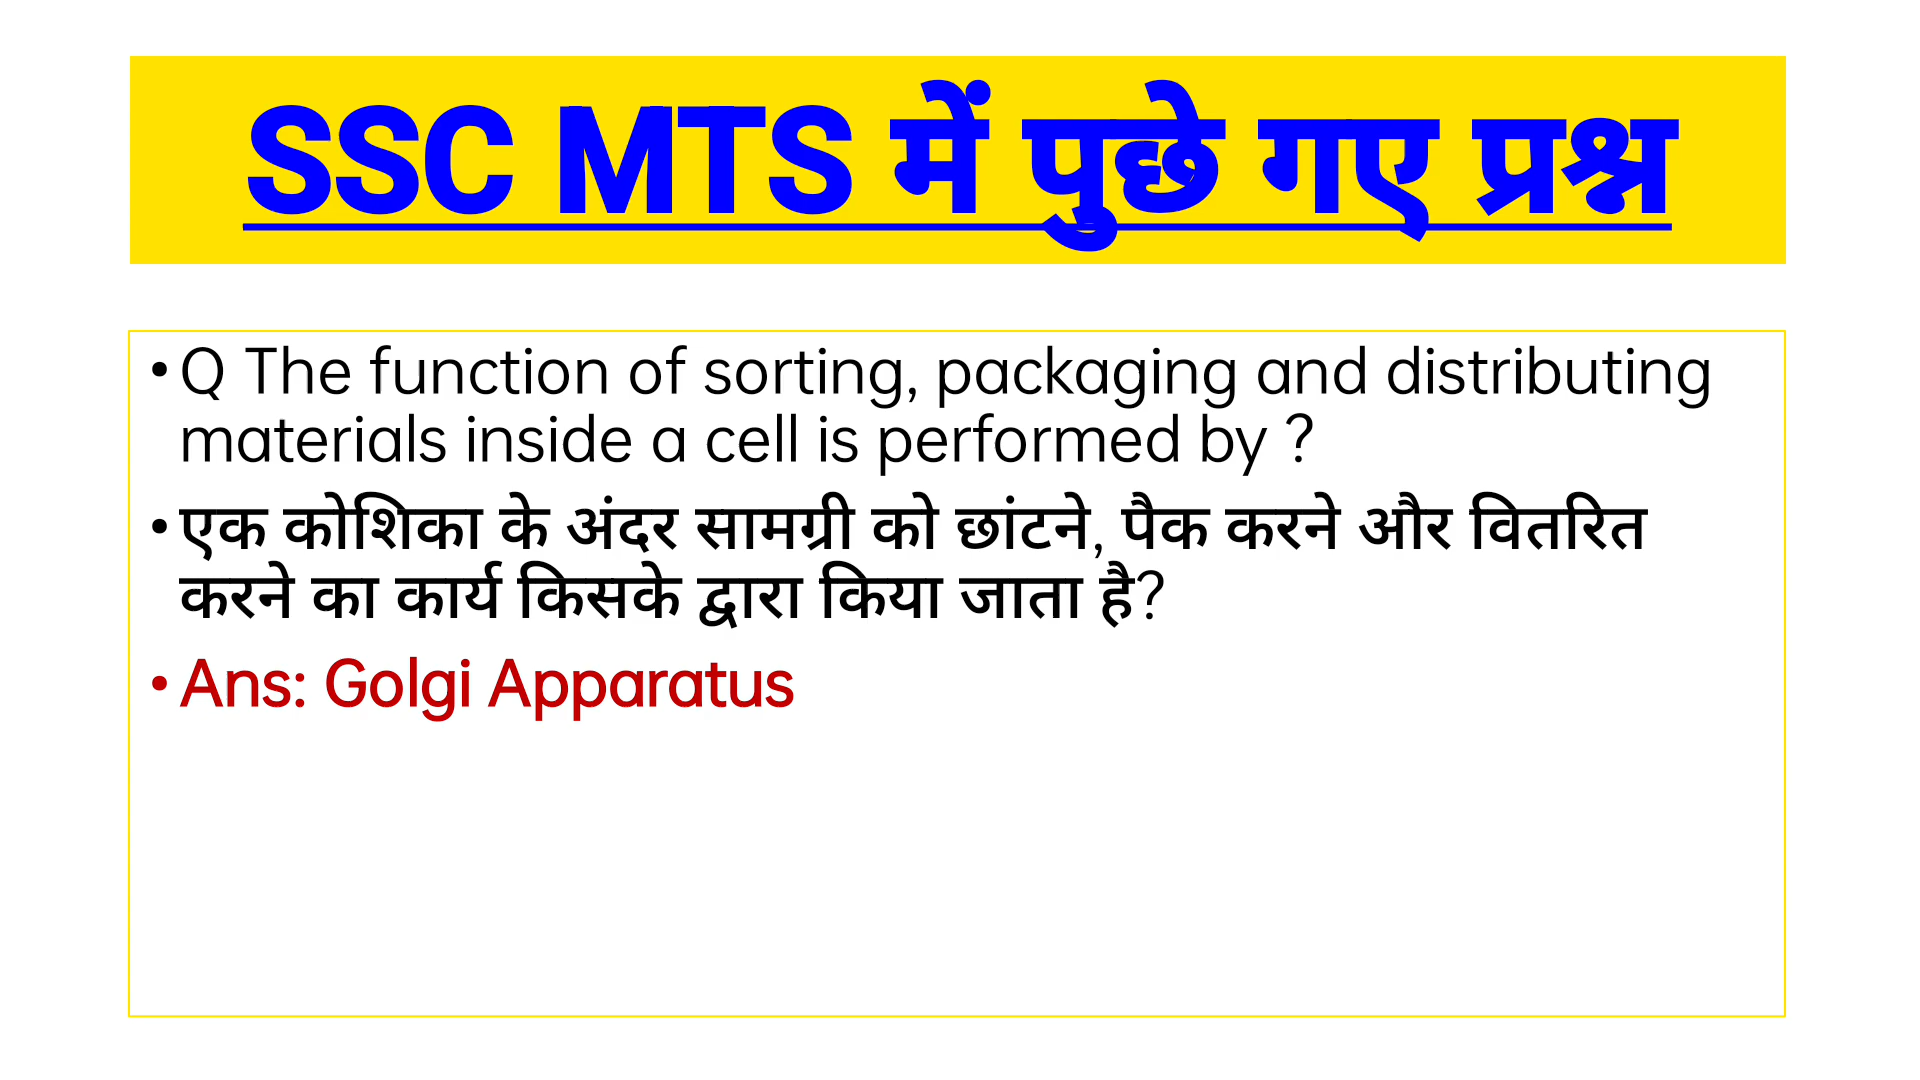 SSC MTS में पुछे गए प्रश्न
• Q The function of sorting, packaging and distributing
materials inside a cell is performed by ?
• एक कोशिका के अंदर सामग्री को छांटने, पैक करने और वितरित
करने का कार्य किसके द्वारा किया जाता है?
• Ans: Golgi Apparatus